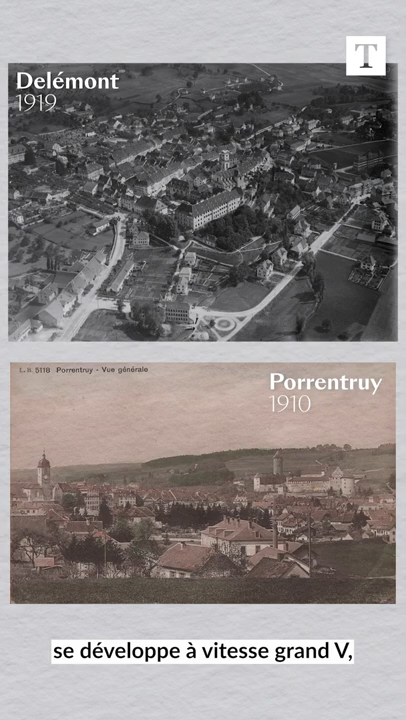 T
Delémont
1919
L.B. 5118 Porrentruy - Vue générale
Porrentruy
1910
se développe à vitesse grand V,